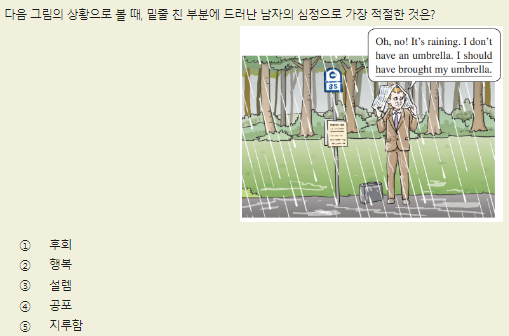 다음 그림의 상황으로 볼 때, 밑줄 친 부분에 드러난 남자의 심정으로 가장 적절한 것은?
Oh, no! It's raining. I don't
have an umbrella. I should
have brought my umbrella.
① 후회
② 행복
③ 설렘
④ 공포
⑤ 지루함